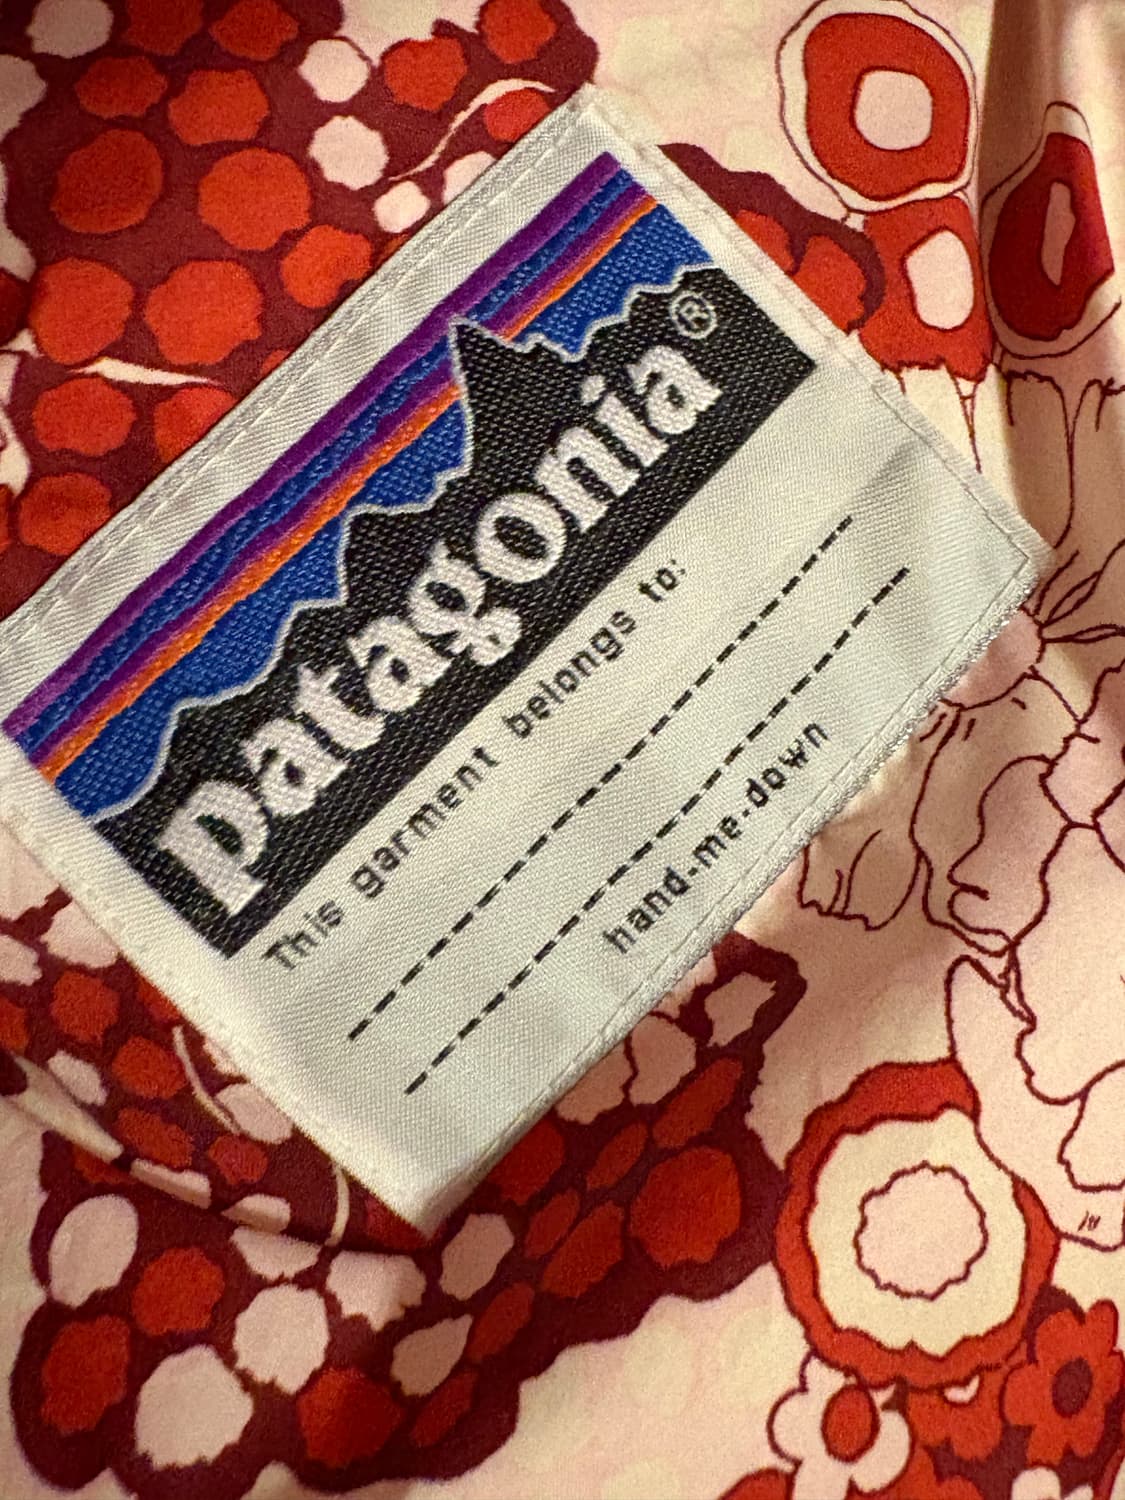 patagonia®
This garment belongs to:
hand-me-down